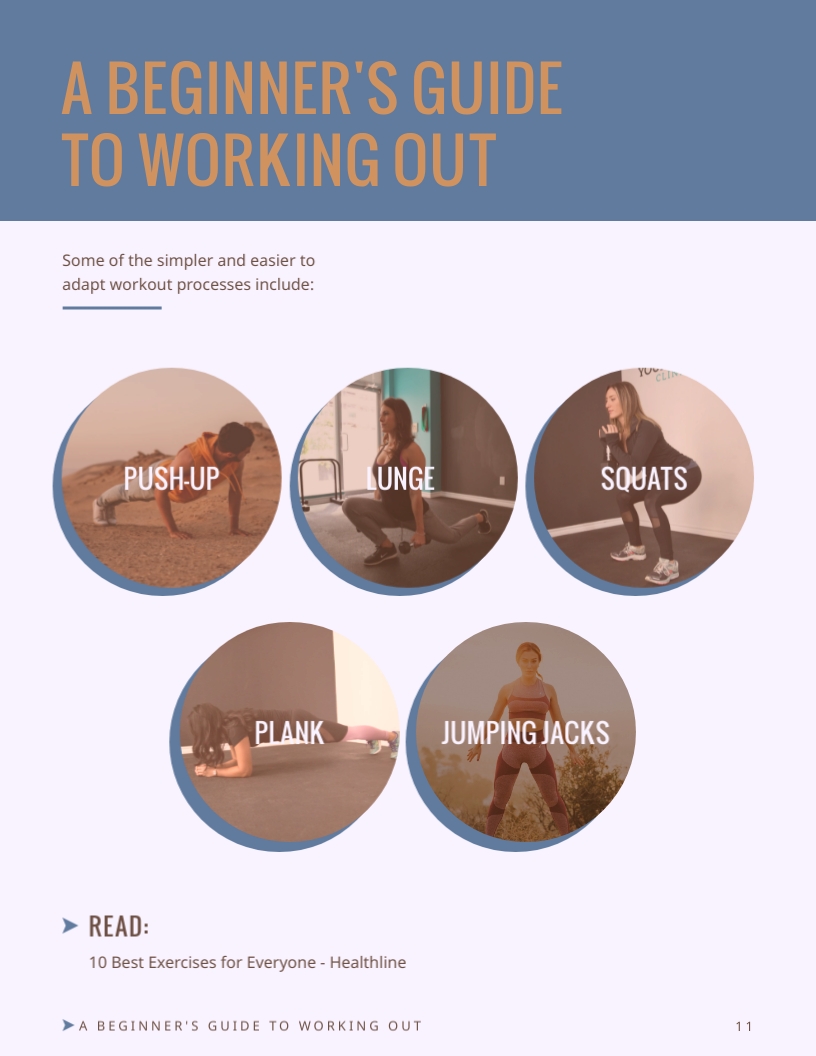 A BEGINNER'S GUIDE
TO WORKING OUT
Some of the simpler and easier to
adapt workout processes include:
PUSH-UP
LUNGE
SQUATS
PLANK
JUMPING JACKS
READ:
10 Best Exercises for Everyone - Healthline
A BEGINNER'S GUIDE TO WORKING OUT
11